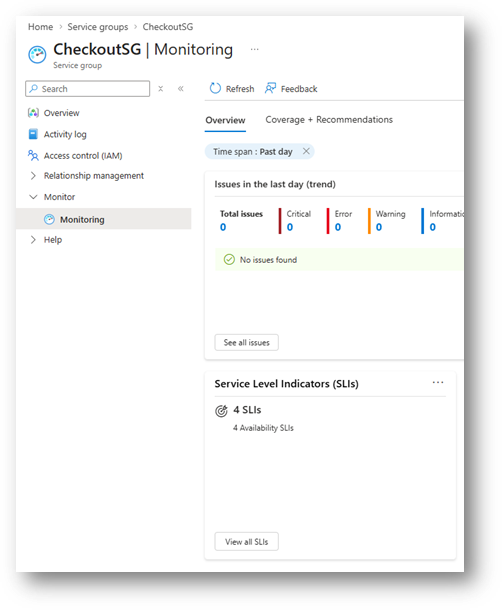 Home > Service groups > CheckoutSG
CheckoutSG | Monitoring ...
Service group
Search
Refresh Feedback
Overview
Activity log
Access control (IAM)
Relationship management
Monitor
Monitoring
Help
Overview Coverage + Recommendations
Time span : Past day
Issues in the last day (trend)
Total issues Critical Error Warning Informatio
0 0 0 0 0
No issues found
See all issues
Service Level Indicators (SLIs) ...
4 SLIs
4 Availability SLIs
View all SLIs